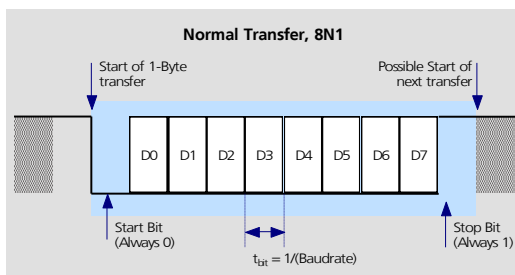 Normal Transfer, 8N1
Start of 1-Byte
transfer
Possible Start of
next transfer
D0 D1 D2 D3 D4 D5 D6 D7
Start Bit
(Always 0)
Stop Bit
(Always 1)
tbit = 1/(Baudrate)